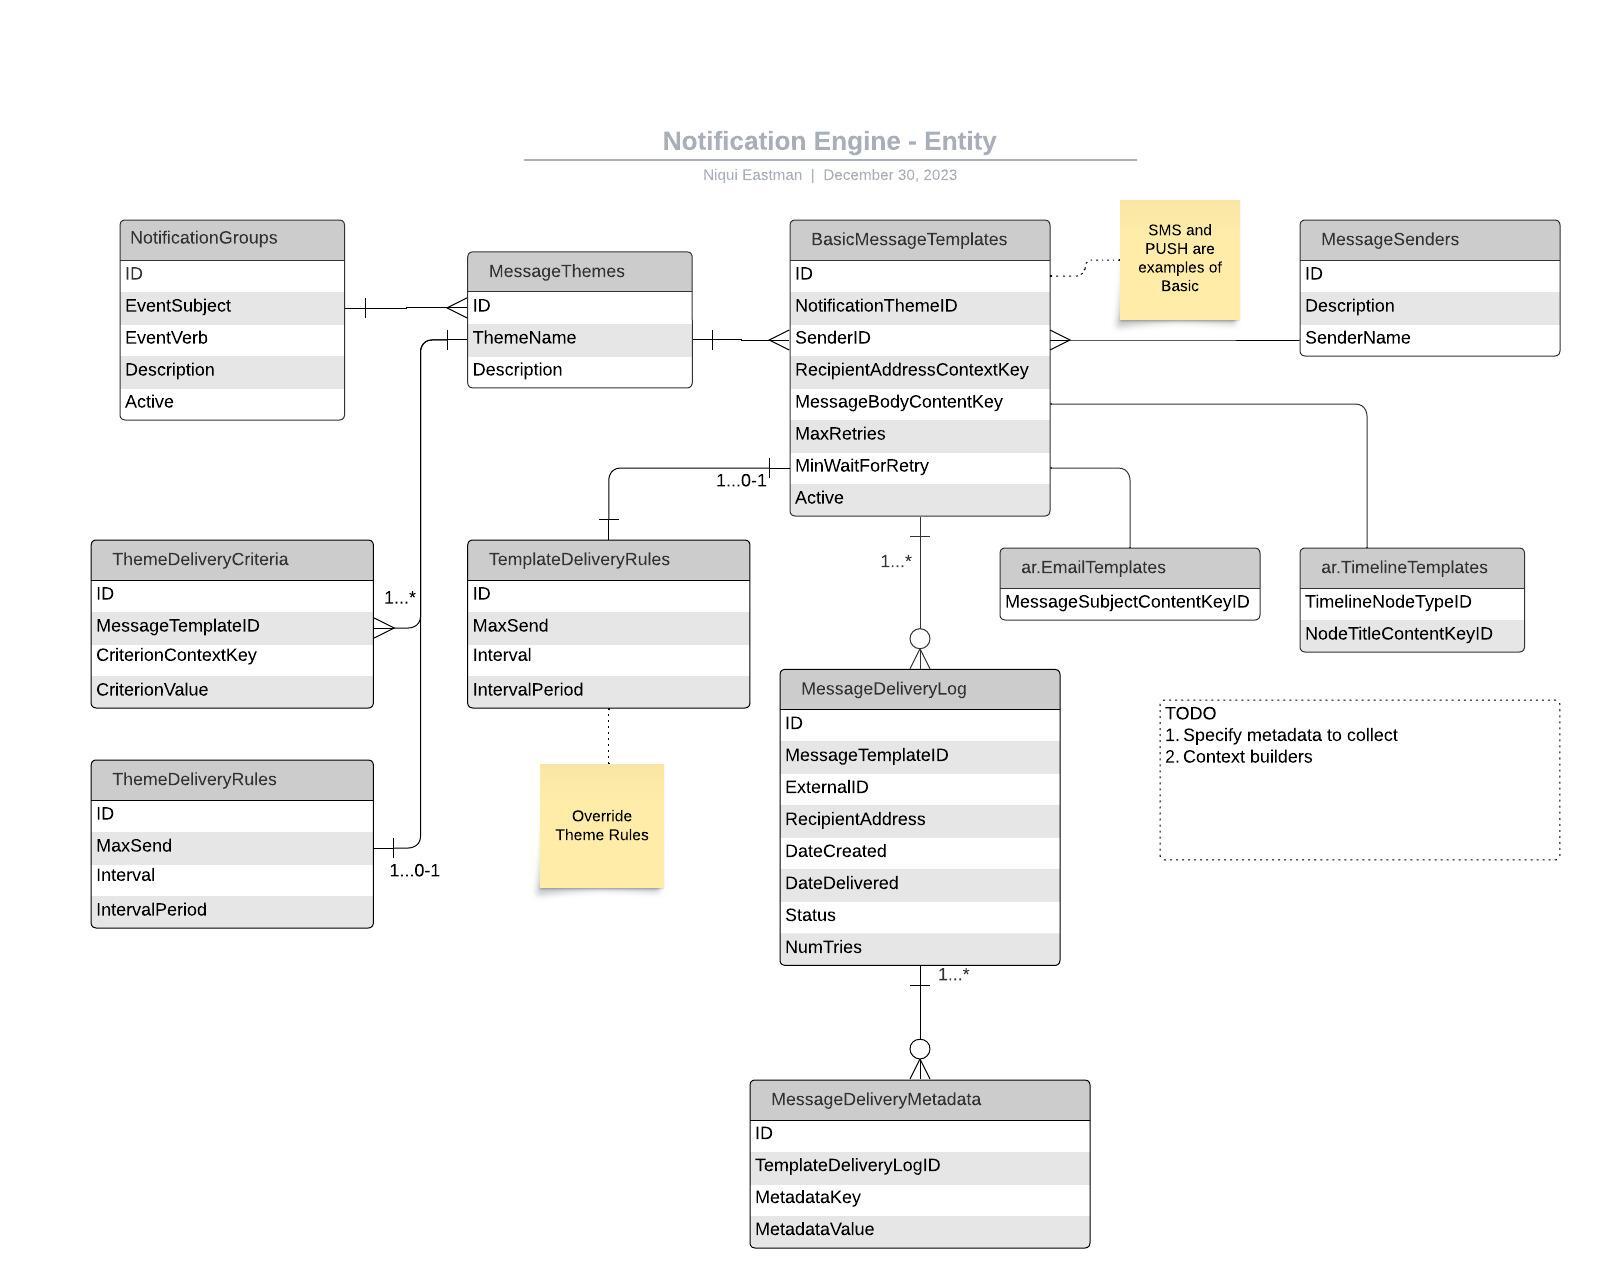 Notification Engine - Entity
Niqui Eastman | December 30, 2023
NotificationGroups
ID
EventSubject
EventVerb
Description
Active
MessageThemes
ID
ThemeName
Description
BasicMessageTemplates
ID
NotificationThemeID
SenderID
RecipientAddressContextKey
MessageBodyContentKey
MaxRetries
MinWaitForRetry
Active
SMS and
PUSH are
examples of
Basic
MessageSenders
ID
Description
SenderName
1...0-1
ThemeDeliveryCriteria
ID
MessageTemplateID
CriterionContextKey
CriterionValue
1...*
TemplateDeliveryRules
ID
MaxSend
Interval
IntervalPeriod
1...*
ar.EmailTemplates
MessageSubjectContentKeyID
ar.TimelineTemplates
TimelineNodeTypeID
NodeTitleContentKeyID
ThemeDeliveryRules
ID
MaxSend
Interval
IntervalPeriod
1...0-1
Override
Theme Rules
MessageDeliveryLog
ID
MessageTemplateID
ExternalID
RecipientAddress
DateCreated
DateDelivered
Status
NumTries
TODO
1. Specify metadata to collect
2. Context builders
1...*
MessageDeliveryMetadata
ID
TemplateDeliveryLogID
MetadataKey
MetadataValue